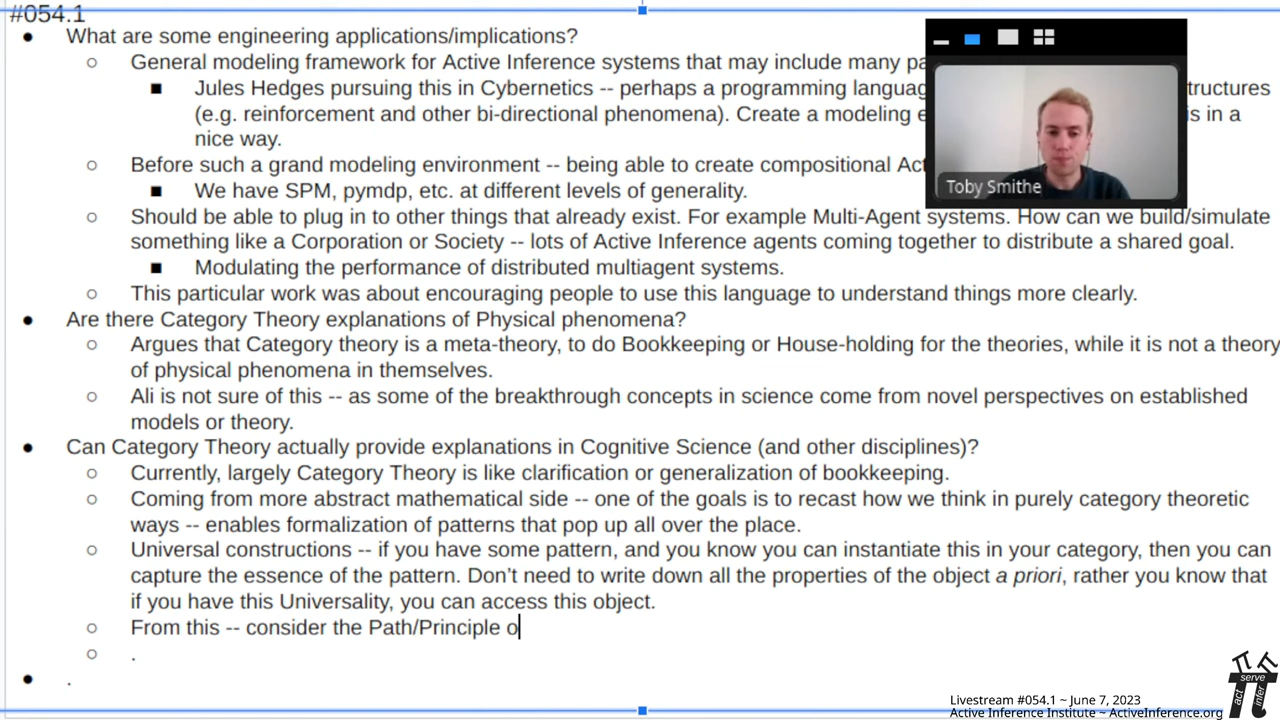 #054.1
● What are some engineering applications/implications?
○ General modeling framework for Active Inference systems that may include many pa
■ Jules Hedges pursuing this in Cybernetics -- perhaps a programming languag tructures
(e.g. reinforcement and other bi-directional phenomena). Create a modeling e is in a
nice way.
○ Before such a grand modeling environment -- being able to create compositional Act
■ We have SPM, pymdp, etc. at different levels of generality.
Toby Smithe
○ Should be able to plug in to other things that already exist. For example Multi-Agent systems. How can we build/simulate
something like a Corporation or Society -- lots of Active Inference agents coming together to distribute a shared goal.
■ Modulating the performance of distributed multiagent systems.
○ This particular work was about encouraging people to use this language to understand things more clearly.
● Are there Category Theory explanations of Physical phenomena?
○ Argues that Category theory is a meta-theory, to do Bookkeeping or House-holding for the theories, while it is not a theory
of physical phenomena in themselves.
○ Ali is not sure of this -- as some of the breakthrough concepts in science come from novel perspectives on established
models or theory.
● Can Category Theory actually provide explanations in Cognitive Science (and other disciplines)?
○ Currently, largely Category Theory is like clarification or generalization of bookkeeping.
○ Coming from more abstract mathematical side -- one of the goals is to recast how we think in purely category theoretic
ways -- enables formalization of patterns that pop up all over the place.
○ Universal constructions -- if you have some pattern, and you know you can instantiate this in your category, then you can
capture the essence of the pattern. Don’t need to write down all the properties of the object a priori, rather you know that
if you have this Universality, you can access this object.
○ From this -- consider the Path/Principle o
○ .
● .
Livestream #054.1 ~ June 7, 2023
Active Inference Institute ~ ActiveInference.org
π π
serve
act
infer